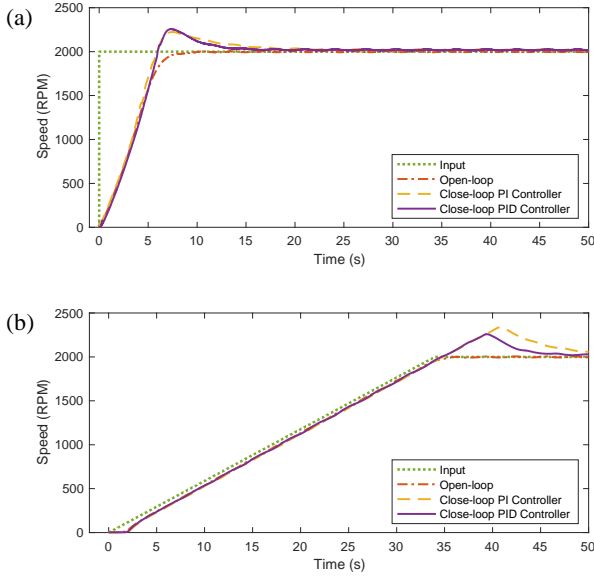 (a)
2500
2000
1500
1000
500
0
Speed (RPM)
Input
Open-loop
Close-loop PI Controller
Close-loop PID Controller
0 5 10 15 20 25 30 35 40 45 50
Time (s)
(b)
2500
2000
1500
1000
500
0
Speed (RPM)
Input
Open-loop
Close-loop PI Controller
Close-loop PID Controller
0 5 10 15 20 25 30 35 40 45 50
Time (s)